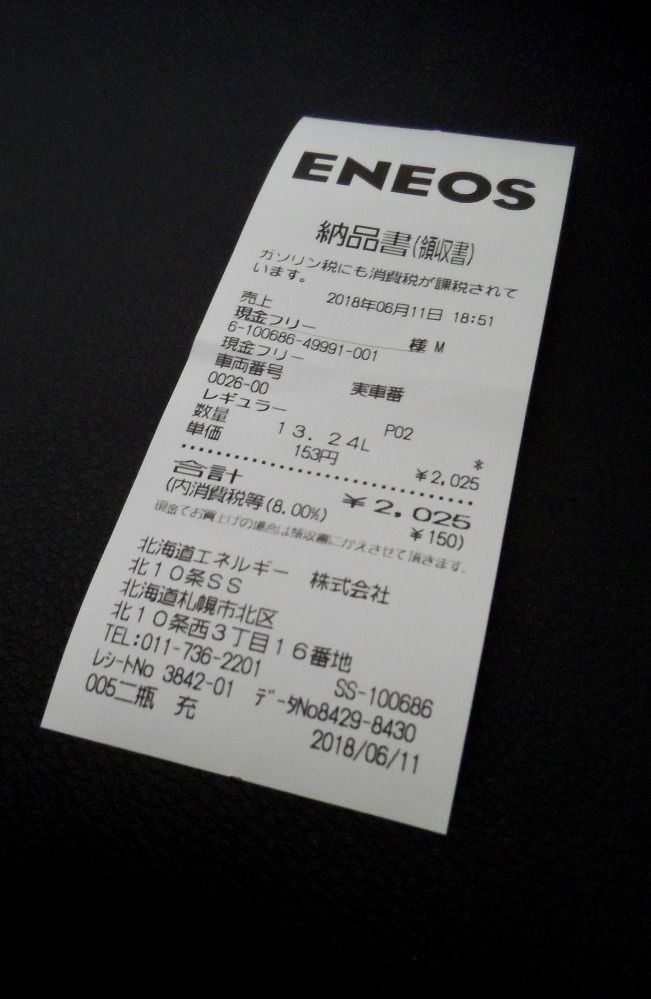 ENEOS
納品書(領収書)
ガソリン税にも消費税が課税されて
います。
売上 2018年06月11日 18:51
現金フリー 様 M
6-100686-49991-001
現金フリー
車両番号 実車番
0026-00
レギュラー P02
数量 13.24L *
単価 153円 ¥2,025
合計 ¥2,025
(内消費税等(8.00%) ¥150)
現金でお買上げの場合は領収書にかえさせて頂きます。
北海道エネルギー 株式会社
北10条SS
北海道札幌市北区
北10条西3丁目16番地
TEL:011-736-2201 SS-100686
レシートNo 3842-01 データNo8429-8430
005二瓶 充 2018/06/11